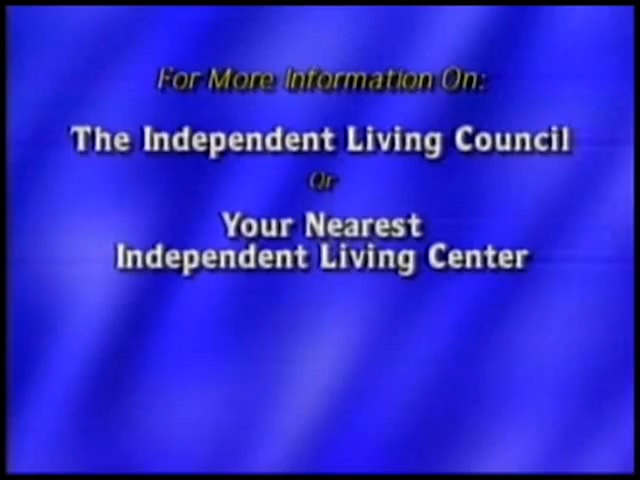 For More Information On:
The Independent Living Council
Or
Your Nearest
Independent Living Center